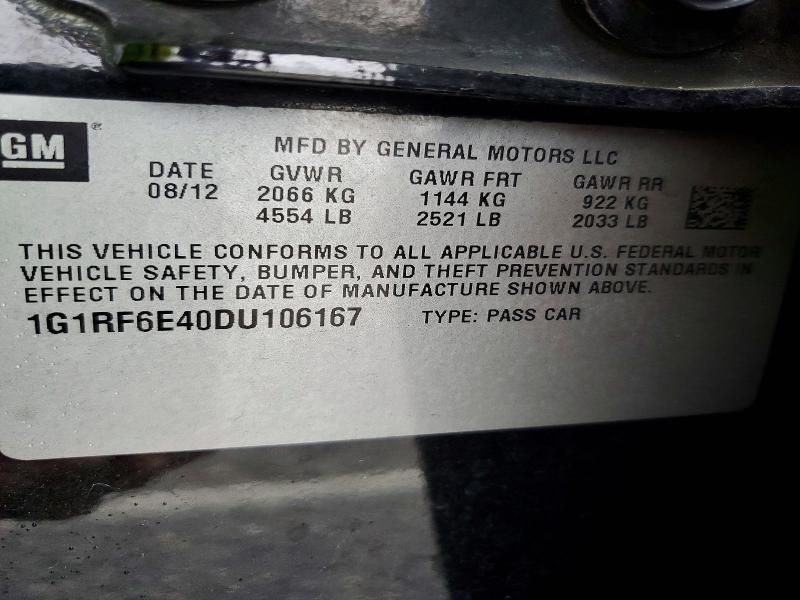 GM®
MFD BY GENERAL MOTORS LLC
DATE GVWR GAWR FRT GAWR RR
08/12 2066 KG 1144 KG 922 KG
4554 LB 2521 LB 2033 LB
THIS VEHICLE CONFORMS TO ALL APPLICABLE U.S. FEDERAL MOTOR
VEHICLE SAFETY, BUMPER, AND THEFT PREVENTION STANDARDS IN
EFFECT ON THE DATE OF MANUFACTURE SHOWN ABOVE.
1G1RF6E40DU106167 TYPE: PASS CAR